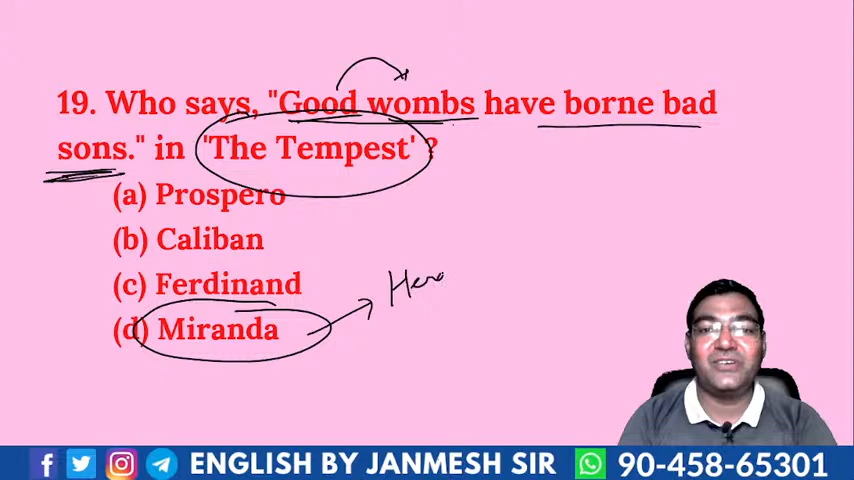 19. Who says, "Good wombs have borne bad
sons." in 'The Tempest' ?
(a) Prospero
(b) Caliban
(c) Ferdinand
(d) Miranda
Hero
ENGLISH BY JANMESH SIR
90-458-65301